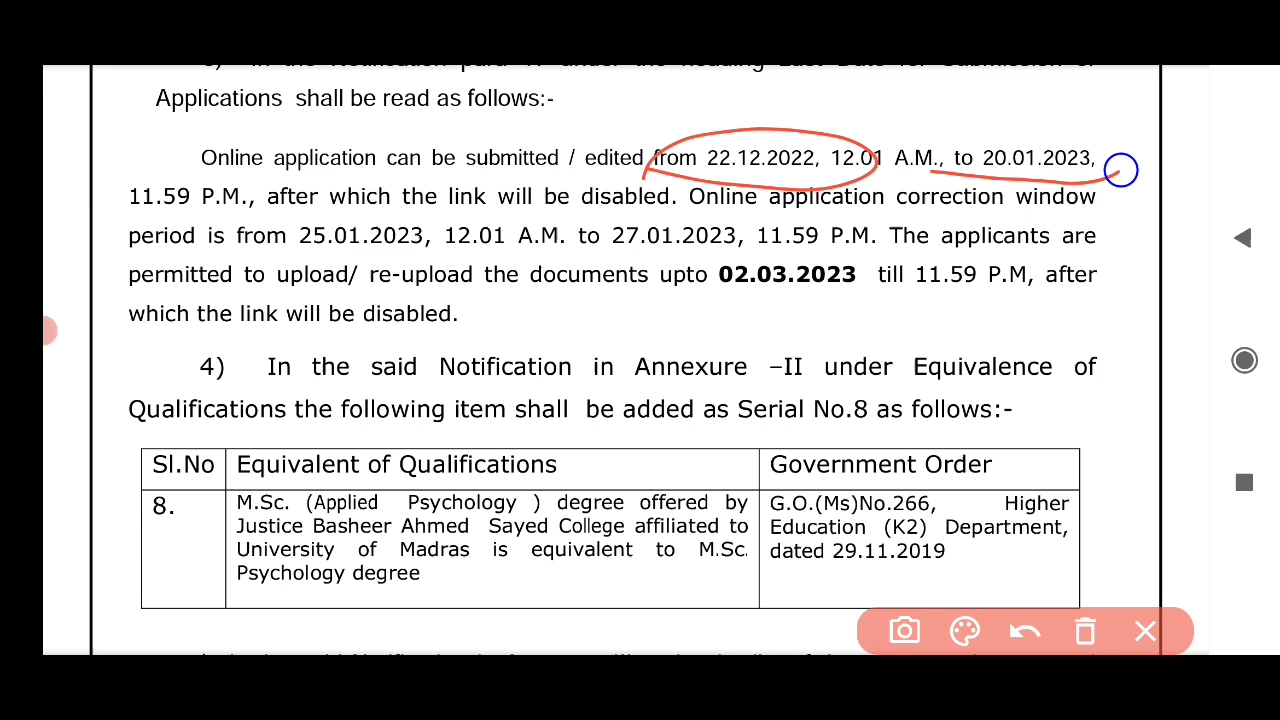 Applications shall be read as follows:-
Online application can be submitted / edited from 22.12.2022, 12.01 A.M., to 20.01.2023,
11.59 P.M., after which the link will be disabled. Online application correction window
period is from 25.01.2023, 12.01 A.M. to 27.01.2023, 11.59 P.M. The applicants are
permitted to upload/ re-upload the documents upto 02.03.2023 till 11.59 P.M, after
which the link will be disabled.
4) In the said Notification in Annexure –II under Equivalence of
Qualifications the following item shall be added as Serial No.8 as follows:-
Sl.No Equivalent of Qualifications Government Order
8. M.Sc. (Applied Psychology ) degree offered by
Justice Basheer Ahmed Sayed College affiliated to
University of Madras is equivalent to M.Sc.
Psychology degree
G.O.(Ms)No.266, Higher
Education (K2) Department,
dated 29.11.2019